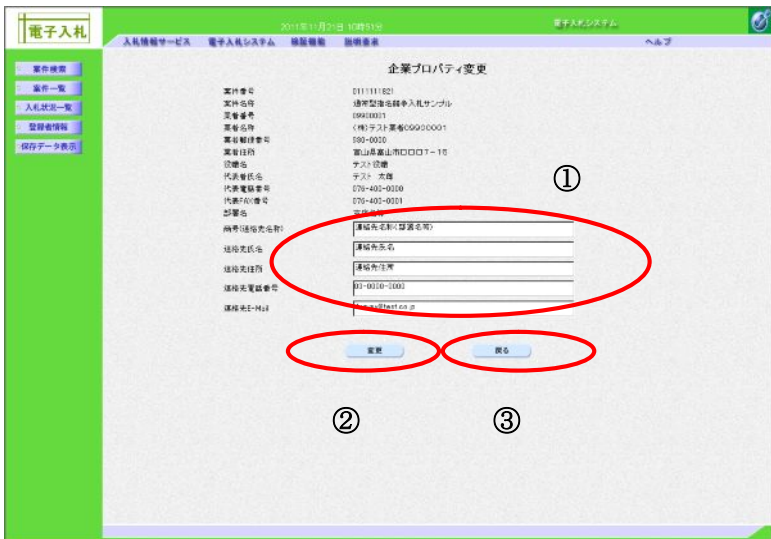 電子入札
2011年11月21日 10時51分
電子入札システム
入札情報サービス 電子入札システム 検証機能 説明要求 ヘルプ
案件検索
案件一覧
入札状況一覧
登録者情報
保存データ表示
企業プロパティ変更
案件番号 0111111821
案件名称 通常型指名競争入札サンプル
業者番号 09900001
業者名称 (株)テスト業者09900001
業者郵便番号 930-0000
業者住所 富山県富山市口口口7-15
役職名 テスト役職
代表者氏名 テスト 太郎
代表電話番号 076-400-0000
代表FAX番号 076-400-0001
部署名
商号(連絡先名称) 連絡先名称(部署名等)
連絡先氏名 連絡先氏名
連絡先住所 連絡先住所
連絡先電話番号 03-0000-0000
連絡先E-Mail
①
変更 戻る
② ③